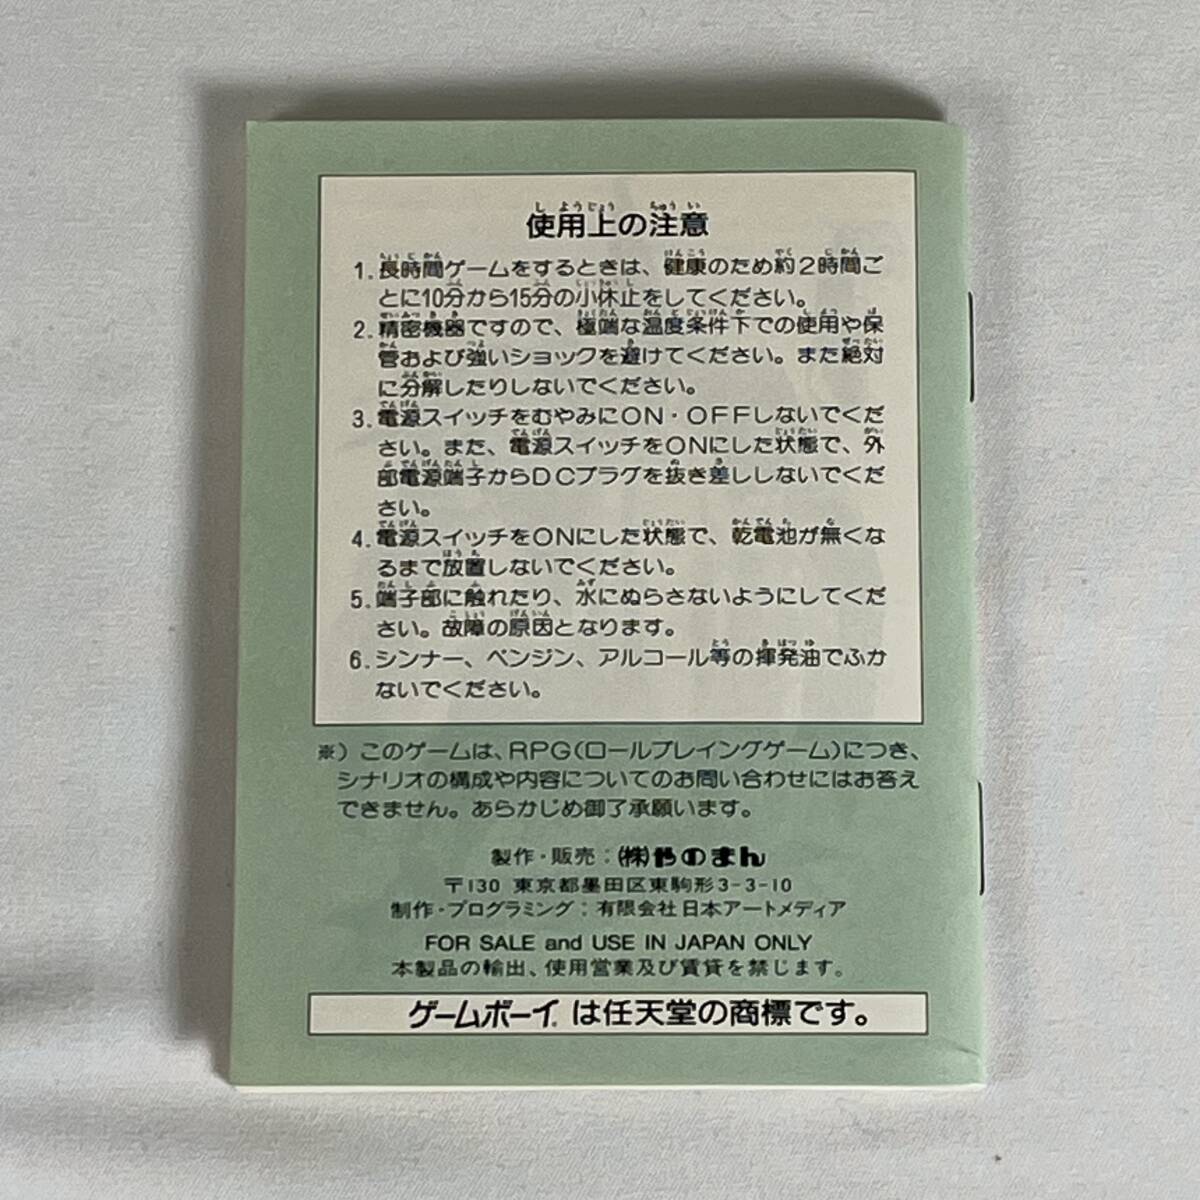 使用上の注意
1.長時間ゲームをするときは、健康のため約2時間ご
とに10分から15分の小休止をしてください。
2.精密機器ですので、極端な温度条件下での使用や保
管および強いショックを避けてください。また絶対
に分解したりしないでください。
3.電源スイッチをむやみにON・OFFしないでくだ
さい。また、電源スイッチをONにした状態で、外
部電源端子からDCプラグを抜き差ししないでくだ
さい。
4.電源スイッチをONにした状態で、乾電池が無くな
るまで放置しないでください。
5.端子部に触れたり、水にぬらさないようにしてくだ
さい。故障の原因となります。
6.シンナー、ベンジン、アルコール等の揮発油でふか
ないでください。
※）このゲームは、RPG(ロールプレイングゲーム)につき、
シナリオの構成や内容についてのお問い合わせにはお答え
できません。あらかじめ御了承願います。
製作・販売：㈱やのまん
〒130 東京都墨田区東駒形3-3-10
制作・プログラミング：有限会社日本アートメディア
FOR SALE and USE IN JAPAN ONLY
本製品の輸出、使用営業及び賃貸を禁じます。
ゲームボーイ®は任天堂の商標です。